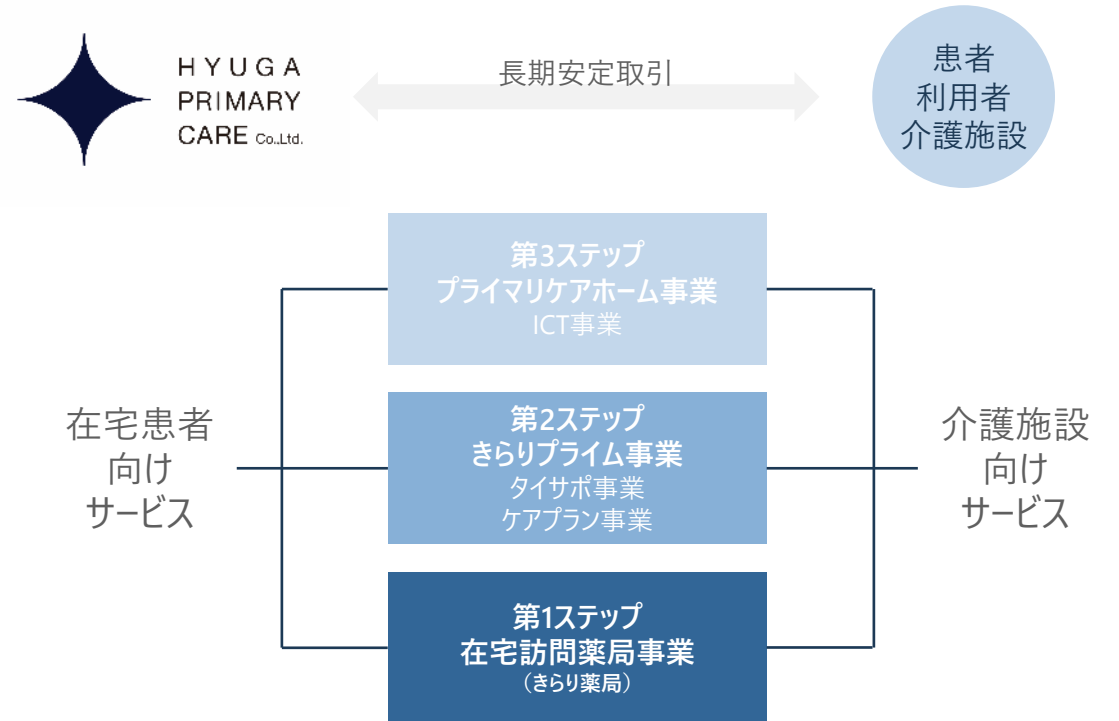 HYUGA
PRIMARY
CARE Co.,Ltd.
長期安定取引
患者
利用者
介護施設
第3ステップ
プライマリケアホーム事業
ICT事業
在宅患者
向け
サービス
第2ステップ
きらりプライム事業
タイサポ事業
ケアプラン事業
介護施設
向け
サービス
第1ステップ
在宅訪問薬局事業
（きらり薬局）